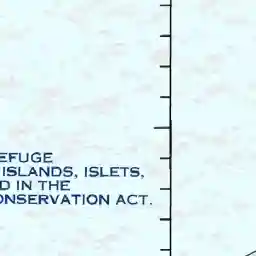 EFUGE
ISLANDS, ISLETS,
D IN THE
ONSERVATION ACT.